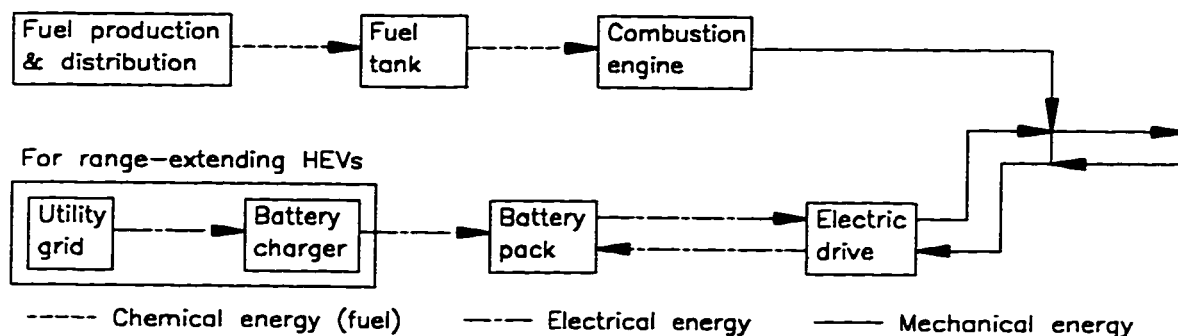 Fuel production
& distribution
Fuel
tank
Combustion
engine
For range-extending HEVs
Utility
grid
Battery
charger
Battery
pack
Electric
drive
Chemical energy (fuel)
Electrical energy
Mechanical energy